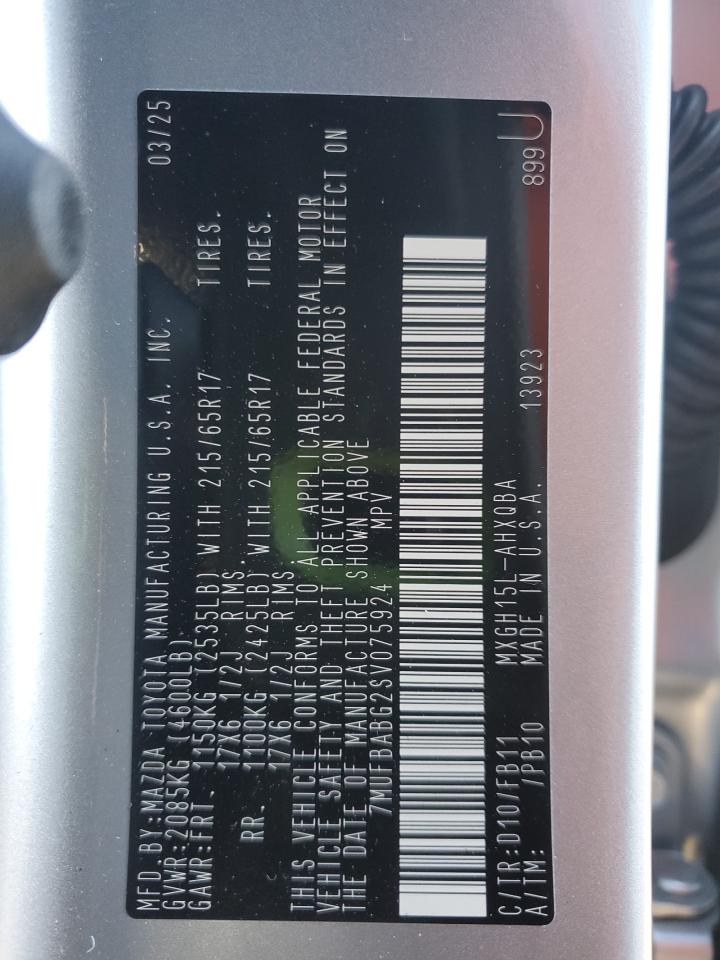 MFD.BY:MAZDA TOYOTA MANUFACTURING U.S.A. INC. 03/25
GVWR:2085KG (4600LB)
GAWR:FRT. 1150KG (2535LB) WITH 215/65R17 TIRES.
17X6 1/2J RIMS.
RR. 1100KG (2425LB) WITH 215/65R17 TIRES.
17X6 1/2J RIMS.
THIS VEHICLE CONFORMS TO ALL APPLICABLE FEDERAL MOTOR
VEHICLE SAFETY AND THEFT PREVENTION STANDARDS IN EFFECT ON
THE DATE OF MANUFACTURE SHOWN ABOVE
7MUFBABG2SV075924 MPV
C/TR:D10/FB11 MXGH15L-AHXQBA
A/TM: /PB10 MADE IN U.S.A. 13923 899U